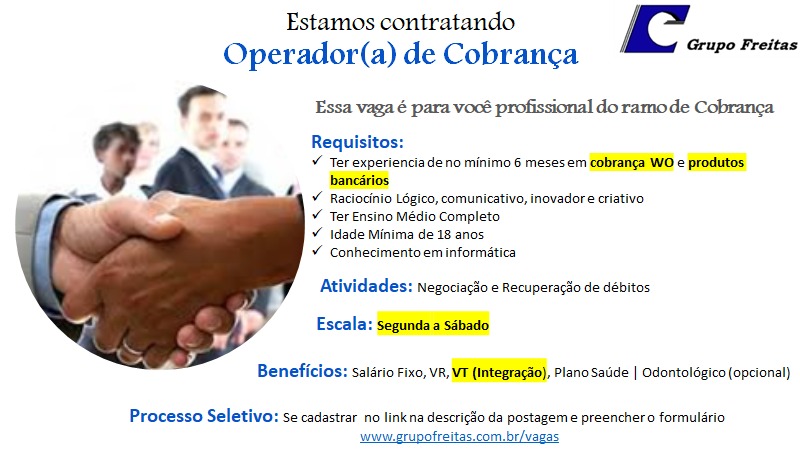 Estamos contratando
Operador(a) de Cobrança
Grupo Freitas
Essa vaga é para você profissional do ramo de Cobrança
Requisitos:
✓ Ter experiencia de no mínimo 6 meses em cobrança WO e produtos
bancários
✓ Raciocínio Lógico, comunicativo, inovador e criativo
✓ Ter Ensino Médio Completo
✓ Idade Mínima de 18 anos
✓ Conhecimento em informática
Atividades: Negociação e Recuperação de débitos
Escala: Segunda a Sábado
Benefícios: Salário Fixo, VR, VT (Integração), Plano Saúde | Odontológico (opcional)
Processo Seletivo: Se cadastrar no link na descrição da postagem e preencher o formulário
www.grupofreitas.com.br/vagas